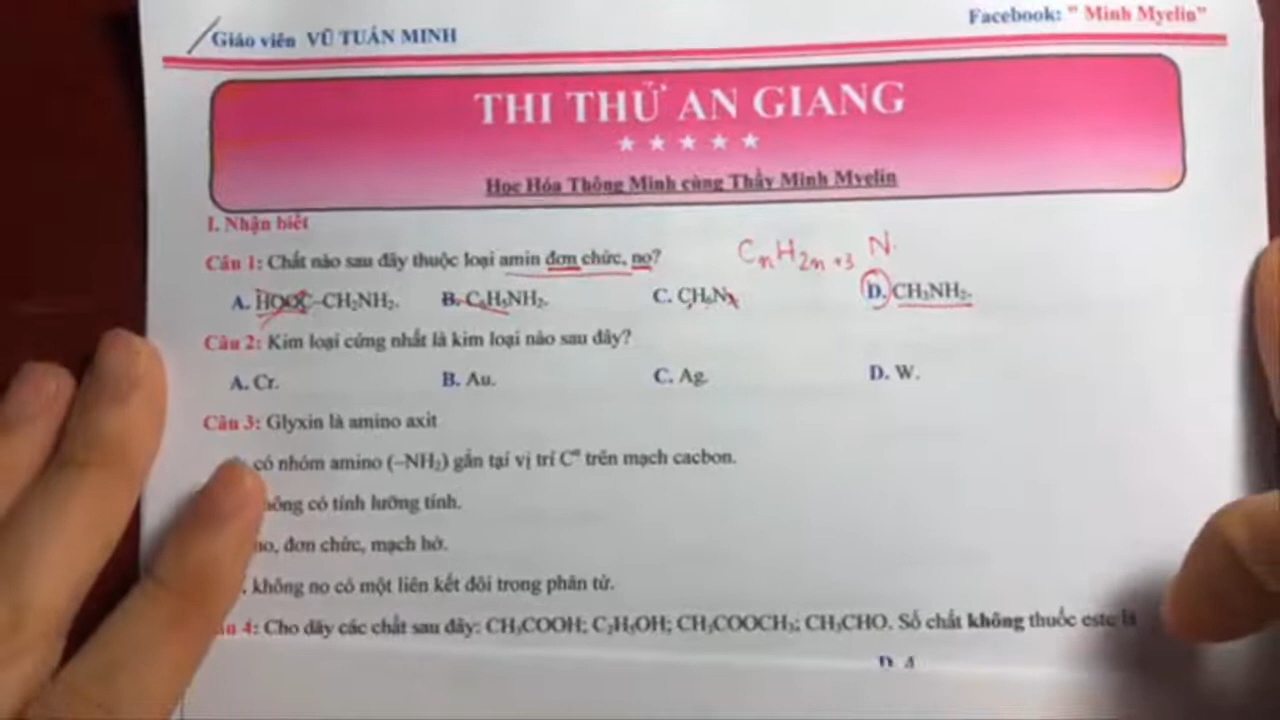 Giáo viên VŨ TUẤN MINH Facebook: " Minh Myelin"
THI THỬ AN GIANG
★ ★ ★ ★ ★
Học Hóa Thông Minh cùng Thầy Minh Myelin
I. Nhận biết
Câu 1: Chất nào sau đây thuộc loại amin đơn chức, no? CnH2n+3 N.
A. HOOC–CH₂NH₂. B. C₆H₅NH₂. C. CH₆N₂ D. CH₃NH₂.
Câu 2: Kim loại cứng nhất là kim loại nào sau đây?
A. Cr. B. Au. C. Ag. D. W.
Câu 3: Glyxin là amino axit
có nhóm amino (–NH₂) gắn tại vị trí Cα trên mạch cacbon.
có tính lưỡng tính.
no, đơn chức, mạch hở.
. không no có một liên kết đôi trong phân tử.
4: Cho dãy các chất sau đây: CH₃COOH; C₂H₅OH; CH₃COOCH₃; CH₃CHO. Số chất không thuộc este là
D. 4